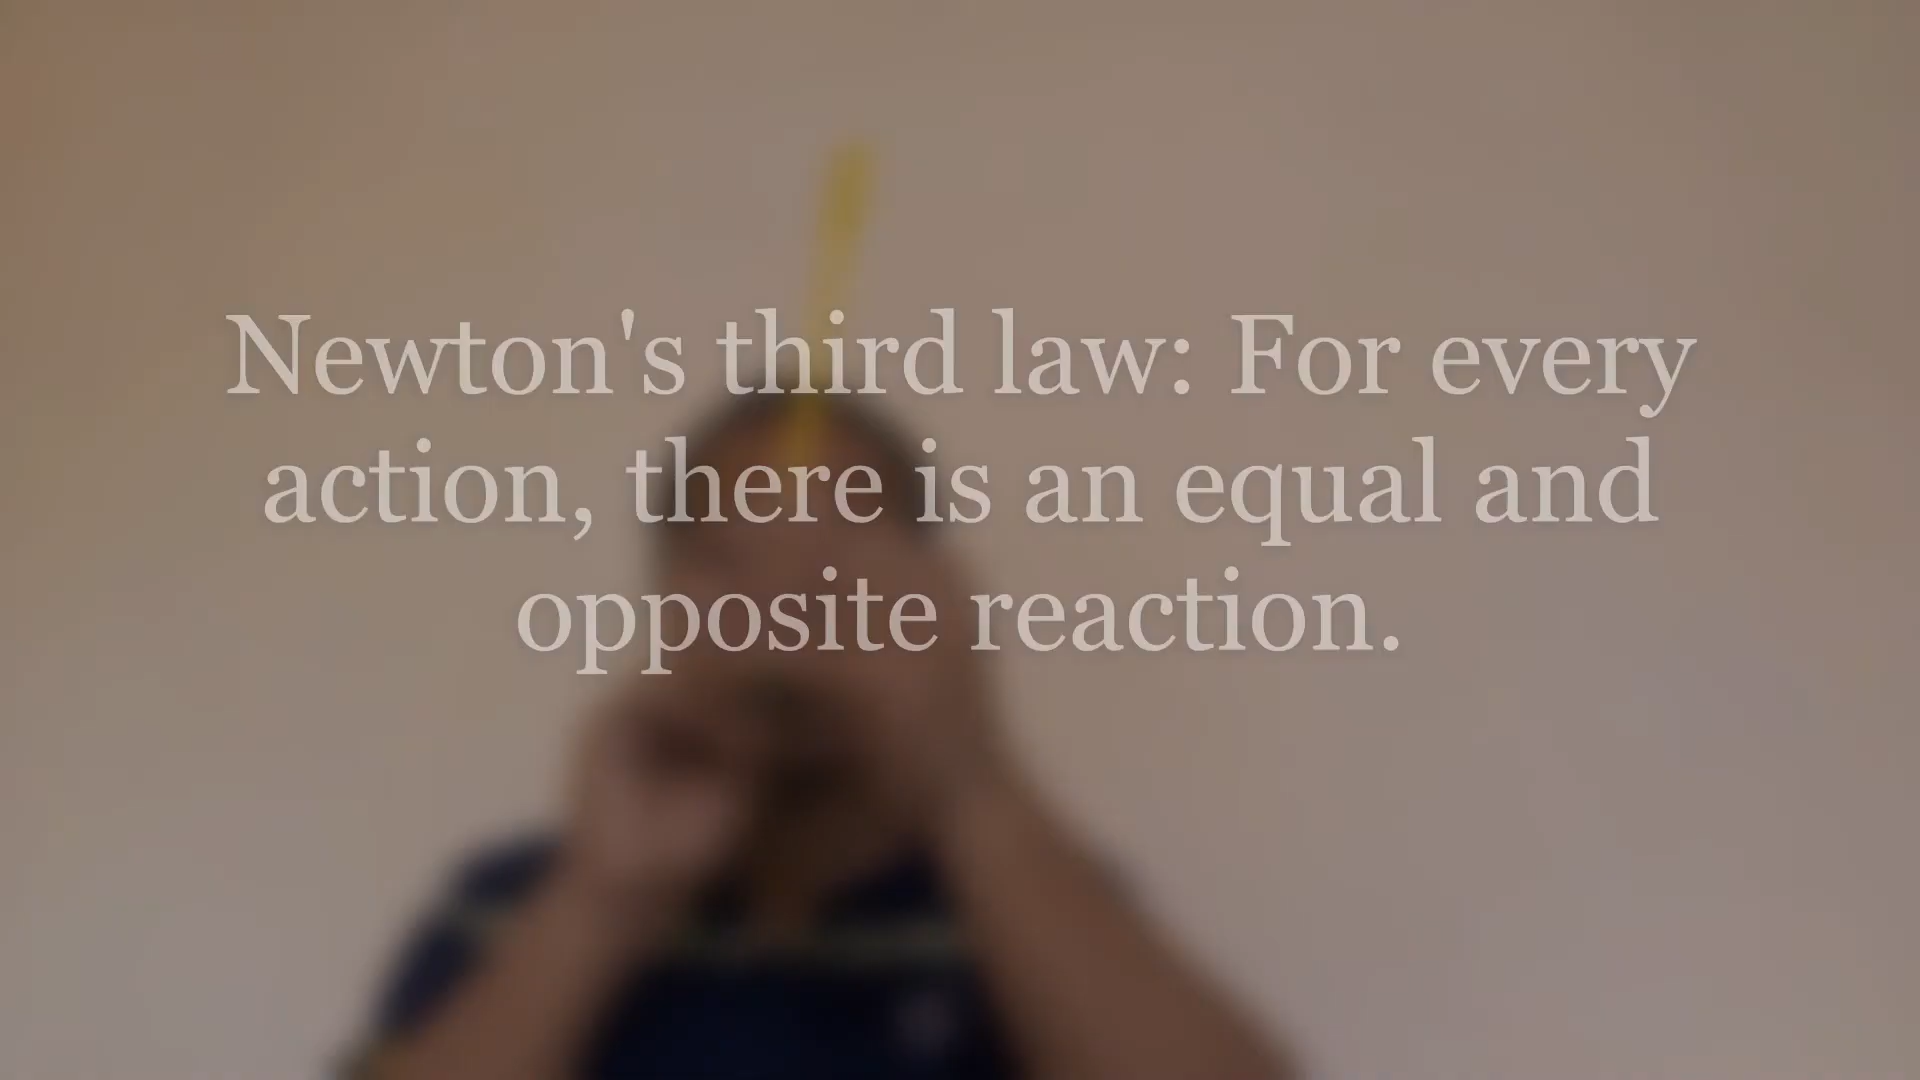 Newton's third law: For every
action, there is an equal and
opposite reaction.